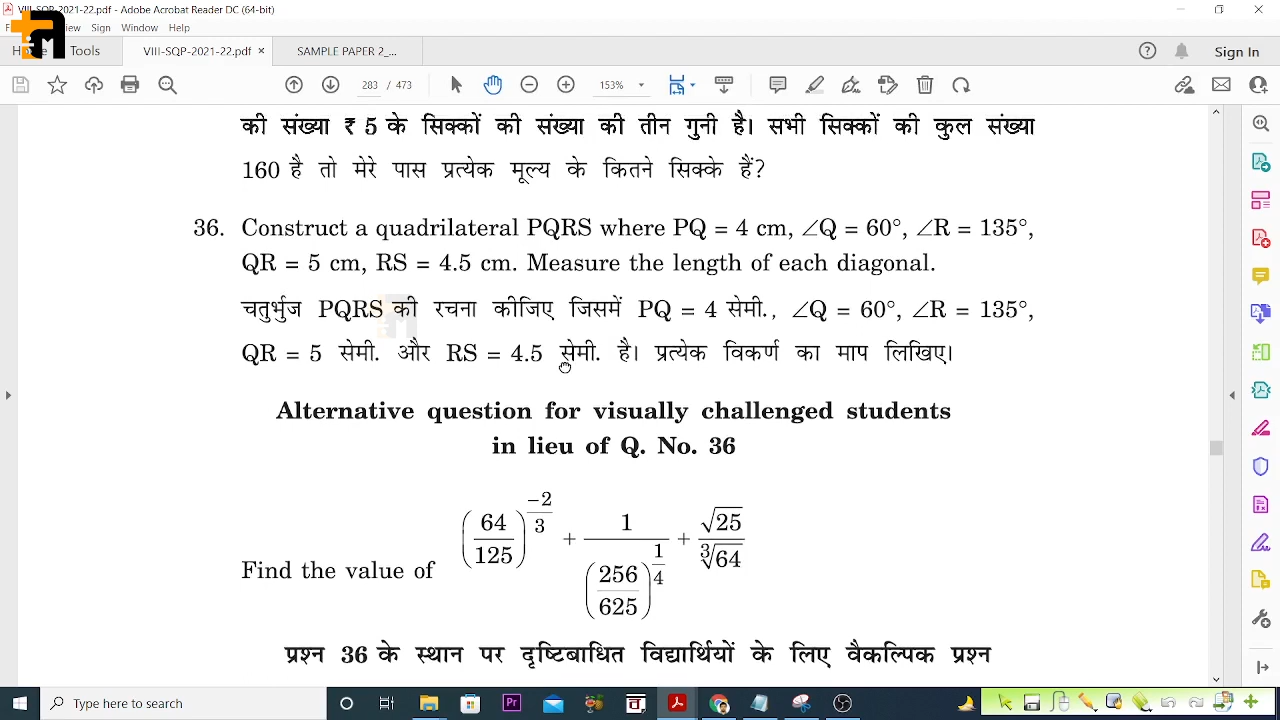 VIII-SQP-2021-22.pdf - Adobe Acrobat Reader DC (64-bit)
View Sign Window Help
Tools VIII-SQP-2021-22.pdf × SAMPLE PAPER 2_... Sign In
283 / 473 153%
की संख्या ₹ 5 के सिक्कों की संख्या की तीन गुनी है। सभी सिक्कों की कुल संख्या
160 है तो मेरे पास प्रत्येक मूल्य के कितने सिक्के हैं?
36. Construct a quadrilateral PQRS where PQ = 4 cm, ∠Q = 60°, ∠R = 135°,
QR = 5 cm, RS = 4.5 cm. Measure the length of each diagonal.
चतुर्भुज PQRS की रचना कीजिए जिसमें PQ = 4 सेमी., ∠Q = 60°, ∠R = 135°,
QR = 5 सेमी. और RS = 4.5 सेमी. है। प्रत्येक विकर्ण का माप लिखिए।
Alternative question for visually challenged students
in lieu of Q. No. 36
Find the value of (64/125)^(-2/3) + 1/(256/625)^(1/4) + √25/∛64
प्रश्न 36 के स्थान पर दृष्टिबाधित विद्यार्थियों के लिए वैकल्पिक प्रश्न
Type here to search